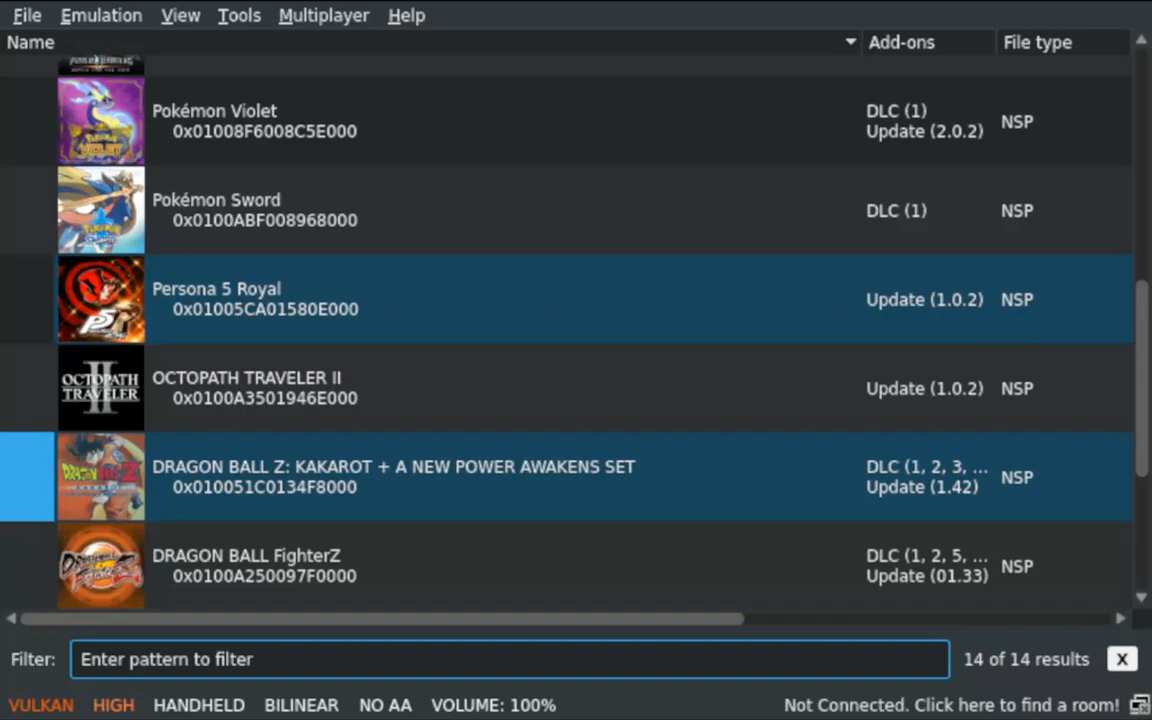 File Emulation View Tools Multiplayer Help
Name Add-ons File type
Pokémon Violet
0x01008F6008C5E000
DLC (1)
Update (2.0.2)
NSP
Pokémon Sword
0x0100ABF008968000
DLC (1)
NSP
Persona 5 Royal
0x01005CA01580E000
Update (1.0.2)
NSP
OCTOPATH
TRAVELER
OCTOPATH TRAVELER II
0x0100A3501946E000
Update (1.0.2)
NSP
DRAGON BALL Z: KAKAROT + A NEW POWER AWAKENS SET
0x010051C0134F8000
DLC (1, 2, 3, ...
Update (1.42)
NSP
DRAGON BALL FighterZ
0x0100A250097F0000
DLC (1, 2, 5, ...
Update (01.33)
NSP
Filter: Enter pattern to filter 14 of 14 results X
VULKAN HIGH HANDHELD BILINEAR NO AA VOLUME: 100% Not Connected. Click here to find a room!